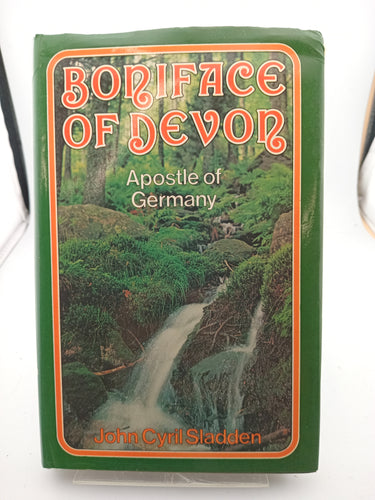 BONIFACE
OF DEVON
Apostle of
Germany
John Cyril Sladden